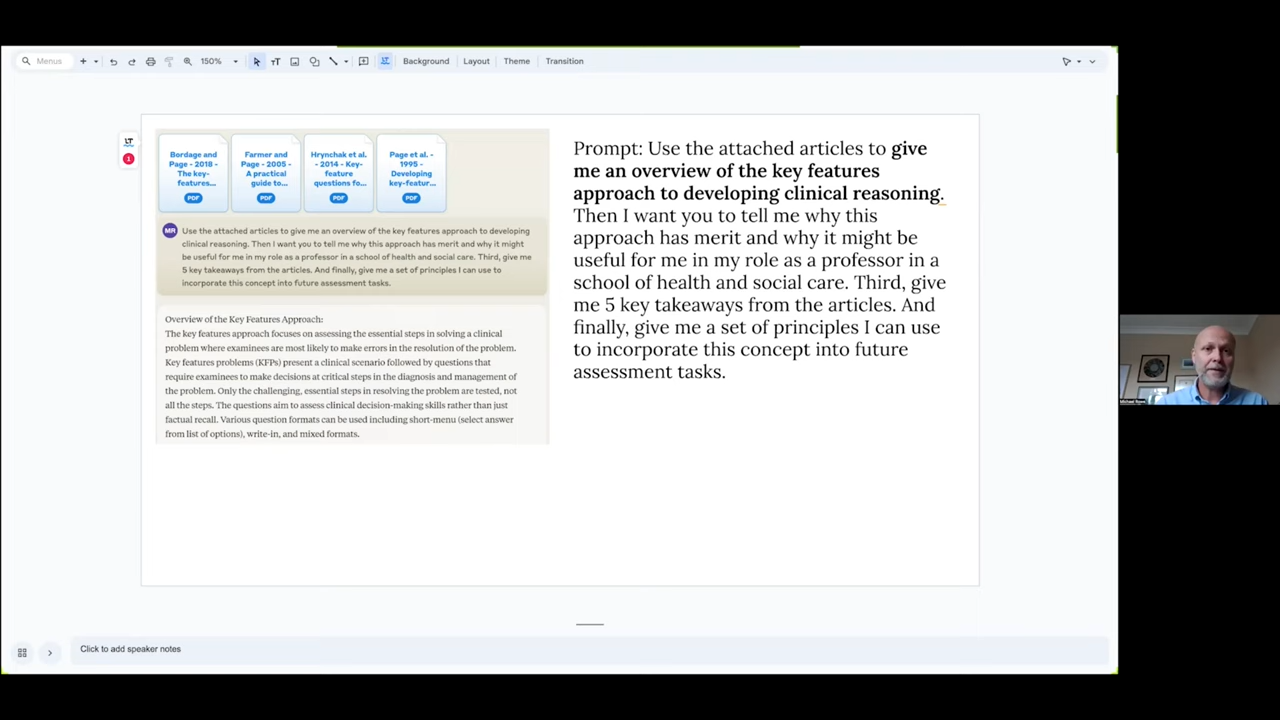 Menus
150%
Background
Layout
Theme
Transition
LT
1
Bordage and
Page - 2018 -
The key-
features...
PDF
Farmer and
Page - 2005 -
A practical
guide to...
PDF
Hrynchak et al.
- 2014 - Key-
feature
questions fo...
PDF
Page et al. -
1995 -
Developing
key-featur...
PDF
MR
Use the attached articles to give me an overview of the key features approach to developing
clinical reasoning. Then I want you to tell me why this approach has merit and why it might
be useful for me in my role as a professor in a school of health and social care. Third, give me
5 key takeaways from the articles. And finally, give me a set of principles I can use to
incorporate this concept into future assessment tasks.
Overview of the Key Features Approach:
The key features approach focuses on assessing the essential steps in solving a clinical
problem where examinees are most likely to make errors in the resolution of the problem.
Key features problems (KFPs) present a clinical scenario followed by questions that
require examinees to make decisions at critical steps in the diagnosis and management of
the problem. Only the challenging, essential steps in resolving the problem are tested, not
all the steps. The questions aim to assess clinical decision-making skills rather than just
factual recall. Various question formats can be used including short-menu (select answer
from list of options), write-in, and mixed formats.
Prompt: Use the attached articles to give
me an overview of the key features
approach to developing clinical reasoning.
Then I want you to tell me why this
approach has merit and why it might be
useful for me in my role as a professor in a
school of health and social care. Third, give
me 5 key takeaways from the articles. And
finally, give me a set of principles I can use
to incorporate this concept into future
assessment tasks.
Click to add speaker notes